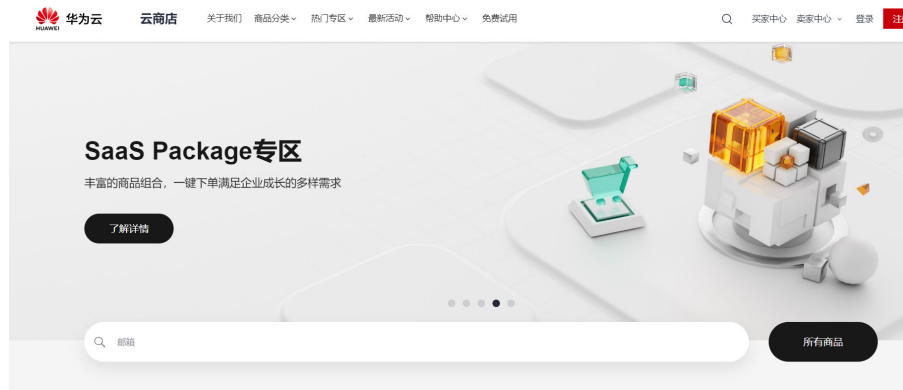 HUAWEI
华为云
云商店
关于我们 商品分类 热门专区 最新活动 帮助中心 免费试用
买家中心 卖家中心 登录
SaaS Package专区
丰富的商品组合，一键下单满足企业成长的多样需求
了解详情
邮箱
所有商品